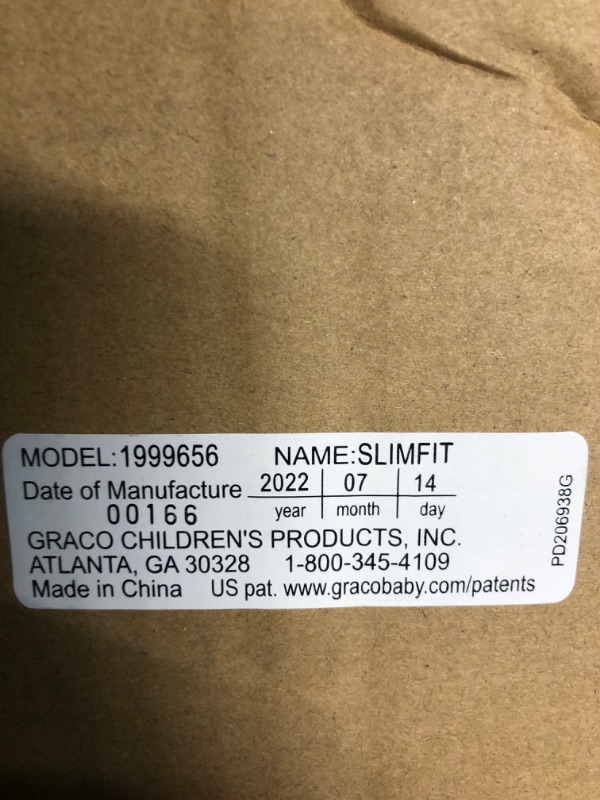 MODEL:1999656 NAME:SLIMFIT
Date of Manufacture 2022 07 14
00166 year month day
GRACO CHILDREN'S PRODUCTS, INC.
ATLANTA, GA 30328 1-800-345-4109
Made in China US pat. www.gracobaby.com/patents
PD206938G